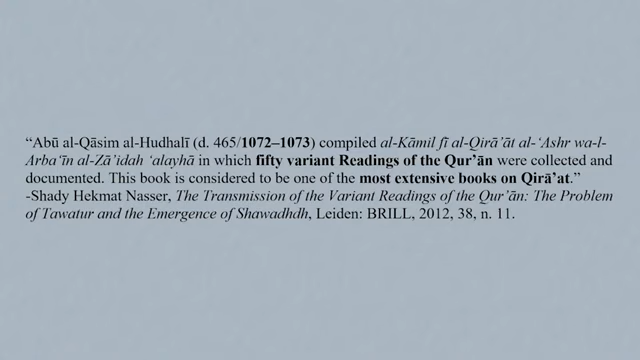 “Abū al-Qāsim al-Hudhalī (d. 465/1072–1073) compiled al-Kāmil fī al-Qirā’āt al-‘Ashr wa-l-
Arba‘īn al-Zā’idah ‘alayhā in which fifty variant Readings of the Qur’ān were collected and
documented. This book is considered to be one of the most extensive books on Qirā’at.”
-Shady Hekmat Nasser, The Transmission of the Variant Readings of the Qur’ān: The Problem
of Tawatur and the Emergence of Shawadhdh, Leiden: BRILL, 2012, 38, n. 11.